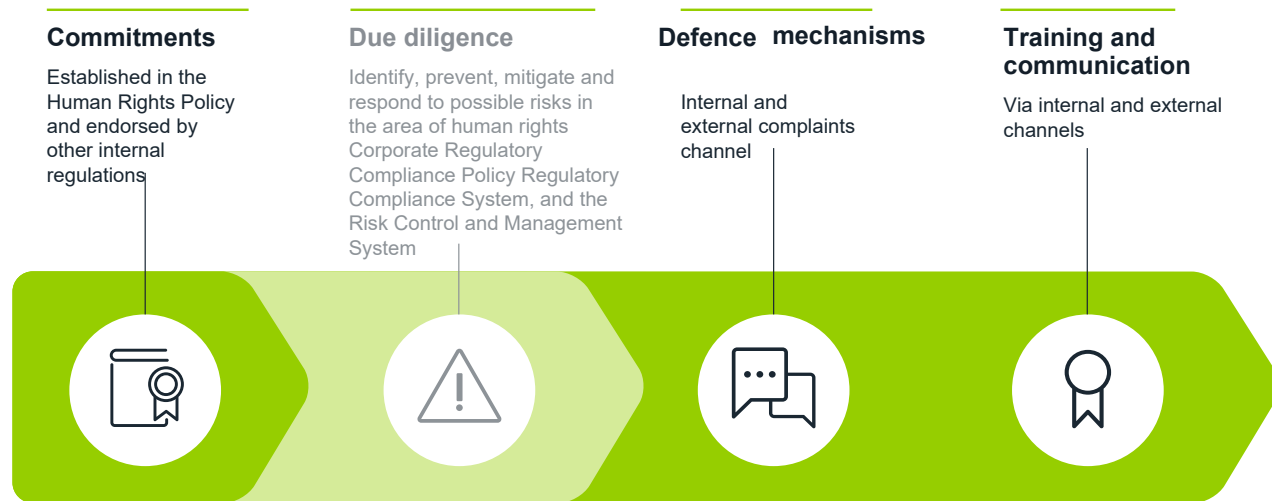 Commitments
Established in the
Human Rights Policy
and endorsed by
other internal
regulations
Due diligence
Identify, prevent, mitigate and
respond to possible risks in
the area of human rights
Corporate Regulatory
Compliance Policy Regulatory
Compliance System, and the
Risk Control and Management
System
Defence mechanisms
Internal and
external complaints
channel
Training and
communication
Via internal and external
channels